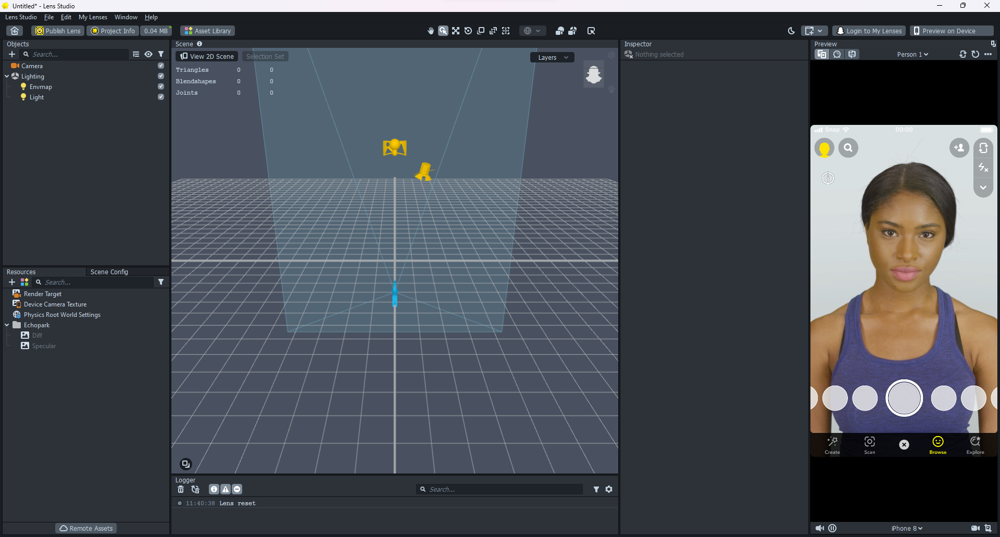 Untitled* - Lens Studio
Lens Studio File Edit My Lenses Window Help
Publish Lens Project Info 0.04 MB Asset Library Login to My Lenses Preview on Device
Objects
Search...
Camera
Lighting
Envmap
Light
Resources Scene Config
Search...
Render Target
Device Camera Texture
Physics Root World Settings
Echopark
Diff
Specular
Remote Assets
Scene
View 2D Scene Selection Set Layers
Triangles 0 0
Blendshapes 0 0
Joints 0 0
Logger
Search...
11:40:38 Lens reset
Inspector
Nothing selected
Preview
Person 1
Snap 00:00
Create Scan Browse Explore
iPhone 8